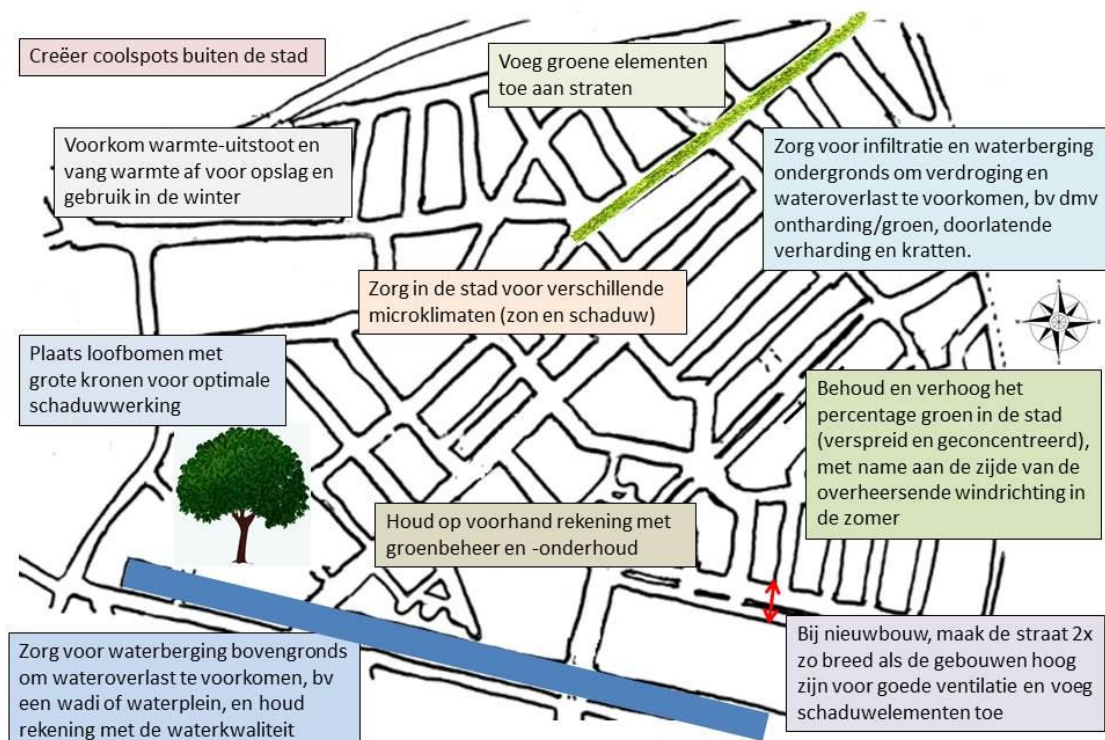 Creëer coolspots buiten de stad
Voeg groene elementen
toe aan straten
Voorkom warmte-uitstoot en
vang warmte af voor opslag en
gebruik in de winter
Zorg voor infiltratie en waterberging
ondergronds om verdroging en
wateroverlast te voorkomen, bv dmv
ontharding/groen, doorlatende
verharding en kratten.
Zorg in de stad voor verschillende
microklimaten (zon en schaduw)
Plaats loofbomen met
grote kronen voor optimale
schaduwwerking
Behoud en verhoog het
percentage groen in de stad
(verspreid en geconcentreerd),
met name aan de zijde van de
overheersende windrichting in
de zomer
Houd op voorhand rekening met
groenbeheer en -onderhoud
Zorg voor waterberging bovengronds
om wateroverlast te voorkomen, bv
een wadi of waterplein, en houd
rekening met de waterkwaliteit
Bij nieuwbouw, maak de straat 2x
zo breed als de gebouwen hoog
zijn voor goede ventilatie en voeg
schaduwelementen toe